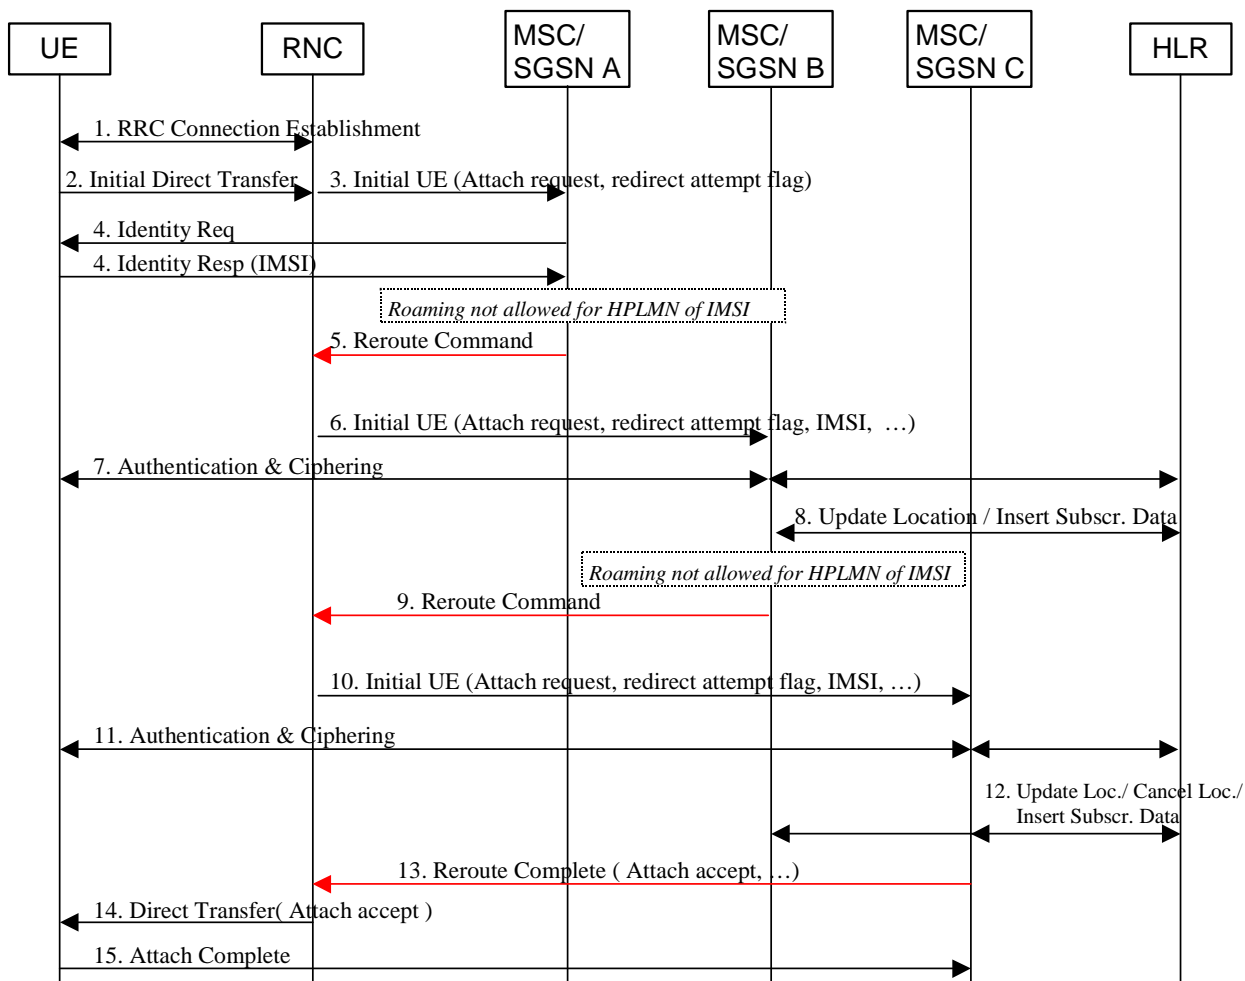 UE
RNC
MSC/
SGSN A
MSC/
SGSN B
MSC/
SGSN C
HLR
1. RRC Connection Establishment
2. Initial Direct Transfer
3. Initial UE (Attach request, redirect attempt flag)
4. Identity Req
4. Identity Resp (IMSI)
Roaming not allowed for HPLMN of IMSI
5. Reroute Command
6. Initial UE (Attach request, redirect attempt flag, IMSI, …)
7. Authentication & Ciphering
8. Update Location / Insert Subscr. Data
Roaming not allowed for HPLMN of IMSI
9. Reroute Command
10. Initial UE (Attach request, redirect attempt flag, IMSI, …)
11. Authentication & Ciphering
12. Update Loc./ Cancel Loc./
Insert Subscr. Data
13. Reroute Complete ( Attach accept, …)
14. Direct Transfer( Attach accept )
15. Attach Complete